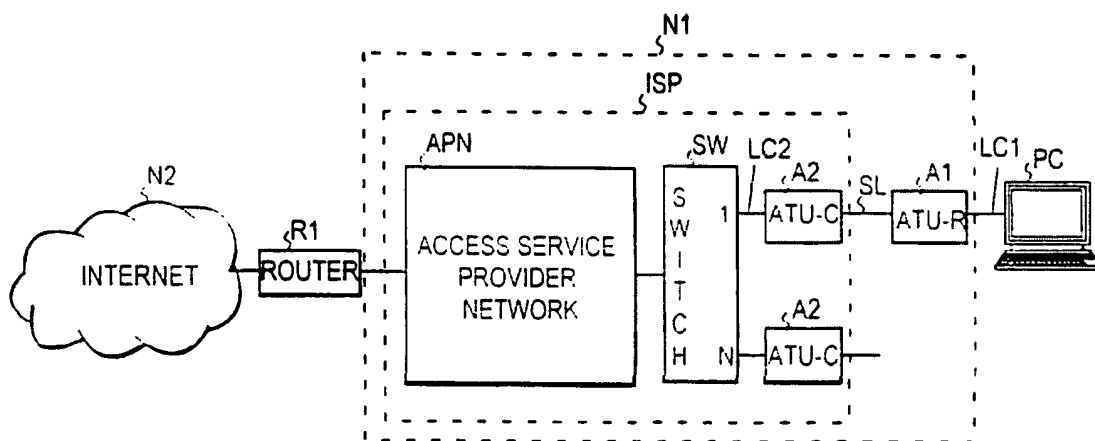 N1
ISP
APN
SW
LC2
A2
SL
A1
LC1
PC
N2
R1
INTERNET
ROUTER
ACCESS SERVICE
PROVIDER
NETWORK
SWITCH
1
N
ATU-C
ATU-R
A2
ATU-C